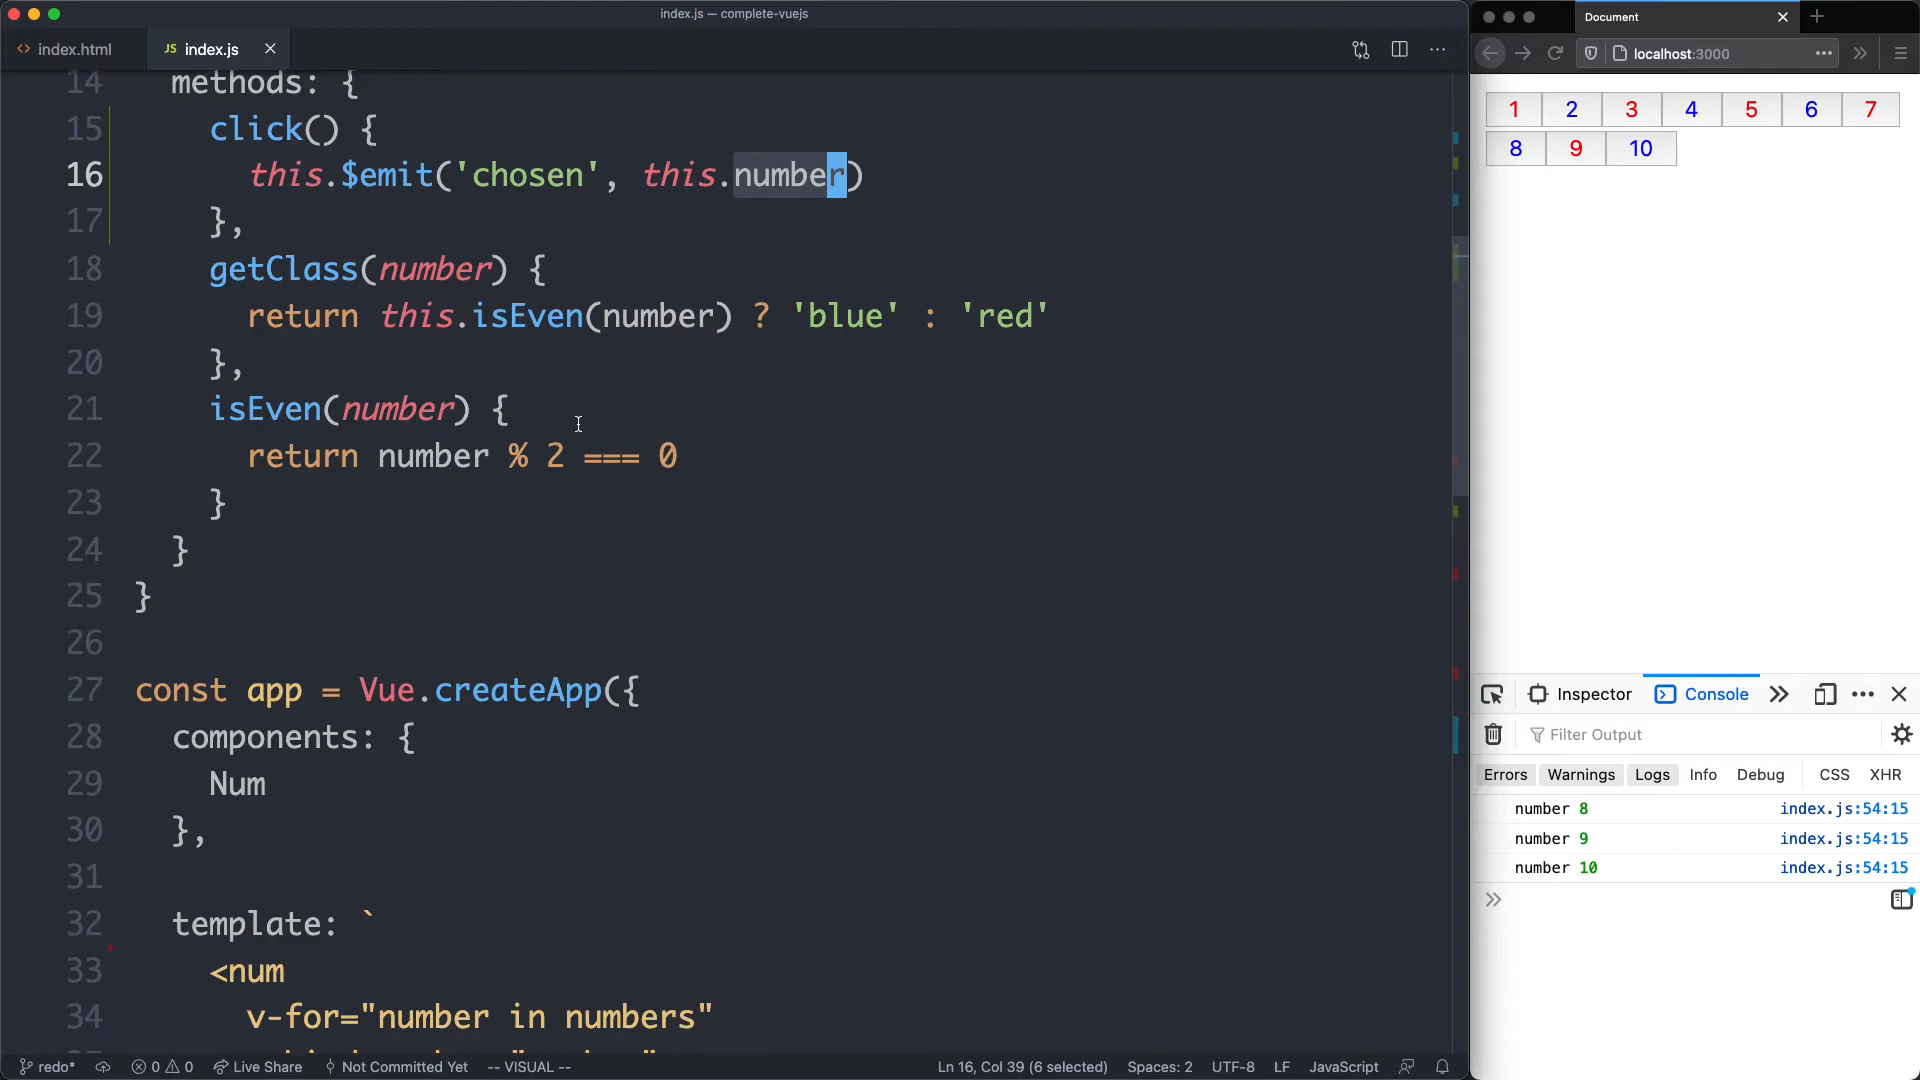 index.js — complete-vuejs
index.html
JS index.js
14 methods: {
15 click() {
16 this.$emit('chosen', this.number)
17 },
18 getClass(number) {
19 return this.isEven(number) ? 'blue' : 'red'
20 },
21 isEven(number) {
22 return number % 2 === 0
23 }
24 }
25 }
26
27 const app = Vue.createApp({
28 components: {
29 Num
30 },
31
32 template: `
33 <num
34 v-for="number in numbers"
redo* 0 0 Live Share Not Committed Yet -- VISUAL -- Ln 16, Col 39 (6 selected) Spaces: 2 UTF-8 LF JavaScript
Document
localhost:3000
1 2 3 4 5 6 7
8 9 10
Inspector Console
Filter Output
Errors Warnings Logs Info Debug CSS XHR
number 8 index.js:54:15
number 9 index.js:54:15
number 10 index.js:54:15